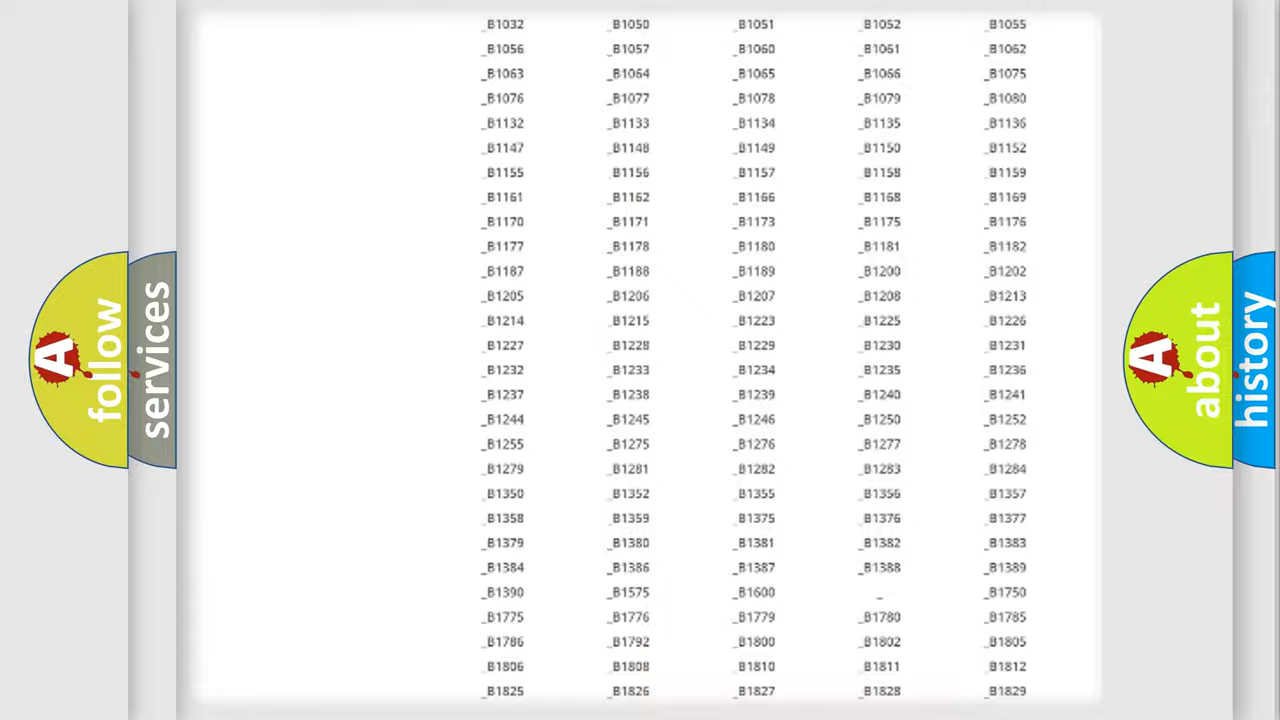 _B1032 _B1050 _B1051 _B1052 _B1055
_B1056 _B1057 _B1060 _B1061 _B1062
_B1063 _B1064 _B1065 _B1066 _B1075
_B1076 _B1077 _B1078 _B1079 _B1080
_B1132 _B1133 _B1134 _B1135 _B1136
_B1147 _B1148 _B1149 _B1150 _B1152
_B1155 _B1156 _B1157 _B1158 _B1159
_B1161 _B1162 _B1166 _B1168 _B1169
_B1170 _B1171 _B1173 _B1175 _B1176
_B1177 _B1178 _B1180 _B1181 _B1182
_B1187 _B1188 _B1189 _B1200 _B1202
_B1205 _B1206 _B1207 _B1208 _B1213
_B1214 _B1215 _B1223 _B1225 _B1226
_B1227 _B1228 _B1229 _B1230 _B1231
_B1232 _B1233 _B1234 _B1235 _B1236
_B1237 _B1238 _B1239 _B1240 _B1241
_B1244 _B1245 _B1246 _B1250 _B1252
_B1255 _B1275 _B1276 _B1277 _B1278
_B1279 _B1281 _B1282 _B1283 _B1284
_B1350 _B1352 _B1355 _B1356 _B1357
_B1358 _B1359 _B1375 _B1376 _B1377
_B1379 _B1380 _B1381 _B1382 _B1383
_B1384 _B1386 _B1387 _B1388 _B1389
_B1390 _B1575 _B1600 _ _B1750
_B1775 _B1776 _B1779 _B1780 _B1785
_B1786 _B1792 _B1800 _B1802 _B1805
_B1806 _B1808 _B1810 _B1811 _B1812
_B1825 _B1826 _B1827 _B1828 _B1829
A follow
services
A about
history